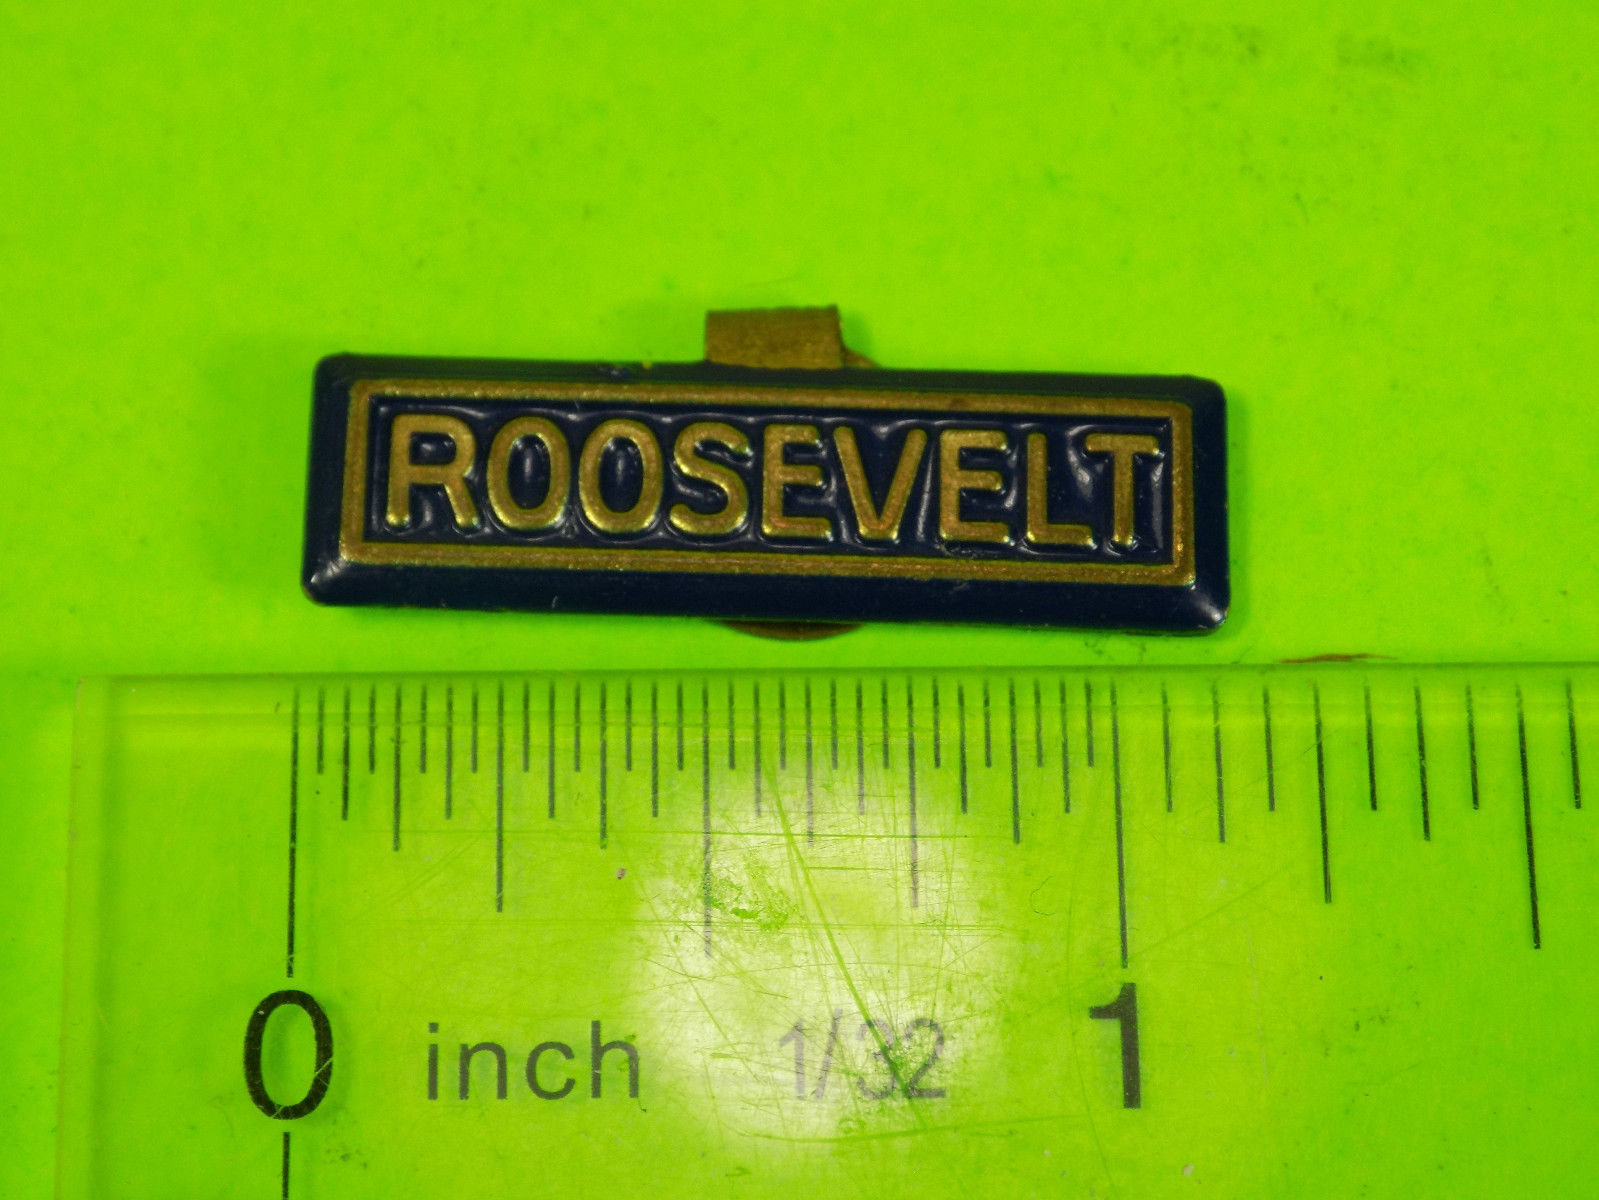 ROOSEVELT
0 inch 1/32 1